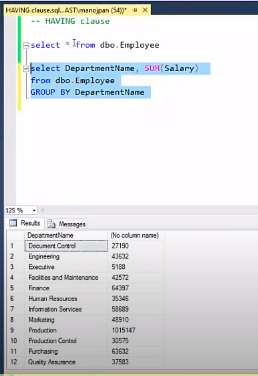 HAVING clause.sql...AST\manojpan (54))*
-- HAVING clause
select * from dbo.Employee
select DepartmentName, SUM(Salary)
from dbo.Employee
GROUP BY DepartmentName
125 %
Results Messages
DepartmentName (No column name)
1 Document Control 27190
2 Engineering 43632
3 Executive 5188
4 Facilities and Maintenance 42572
5 Finance 64397
6 Human Resources 35346
7 Information Services 58689
8 Marketing 48910
9 Production 1015147
10 Production Control 30575
11 Purchasing 63632
12 Quality Assurance 37583